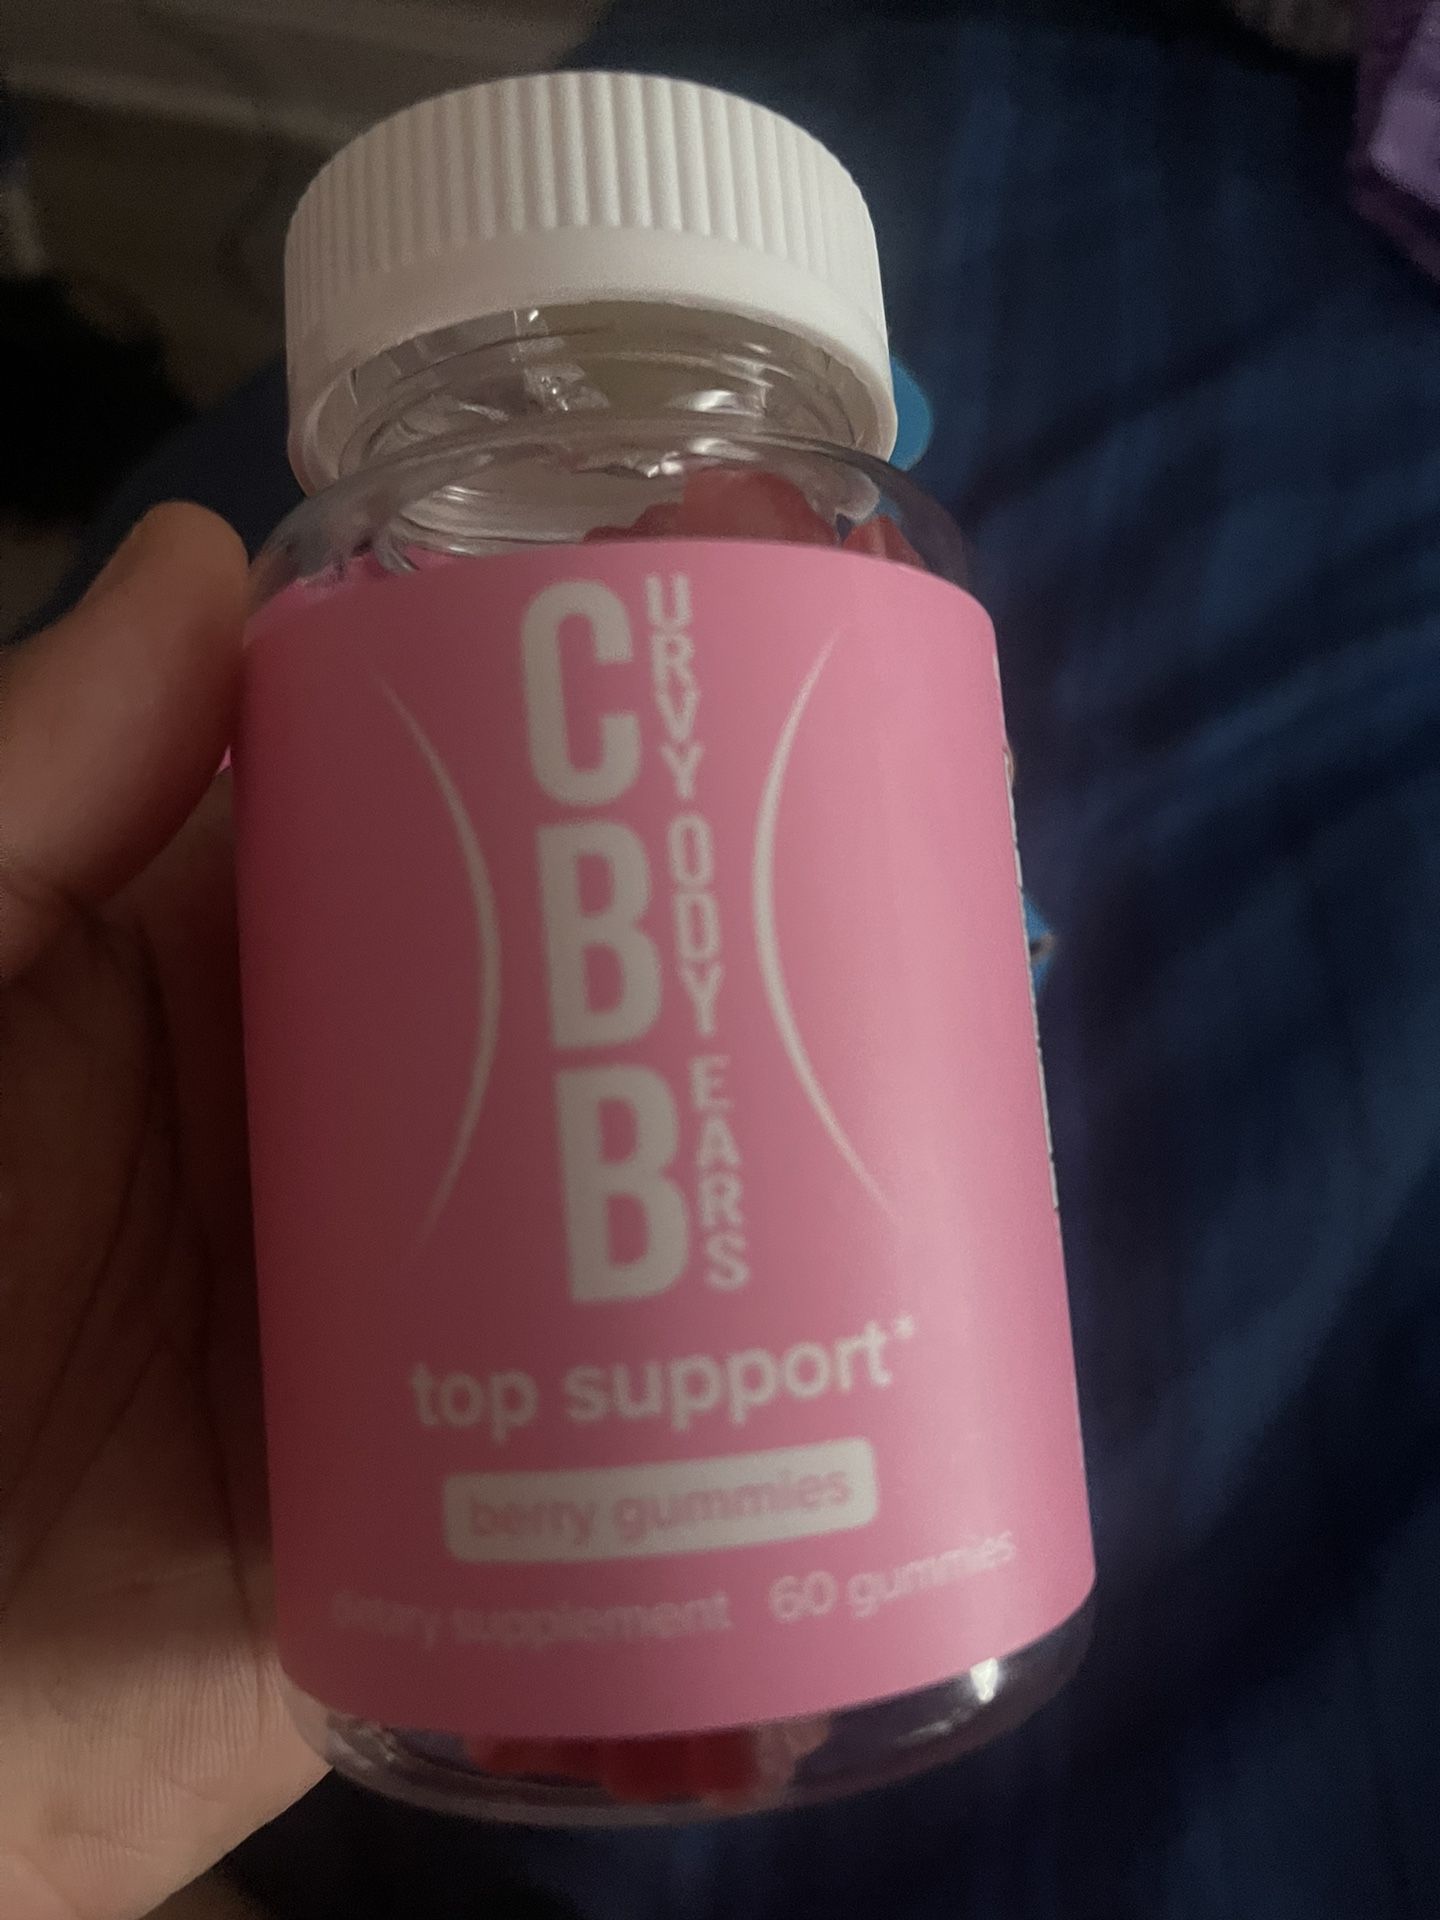 CURVY
BODY
BEARS
top support*
berry gummies
dietary supplement 60 gummies